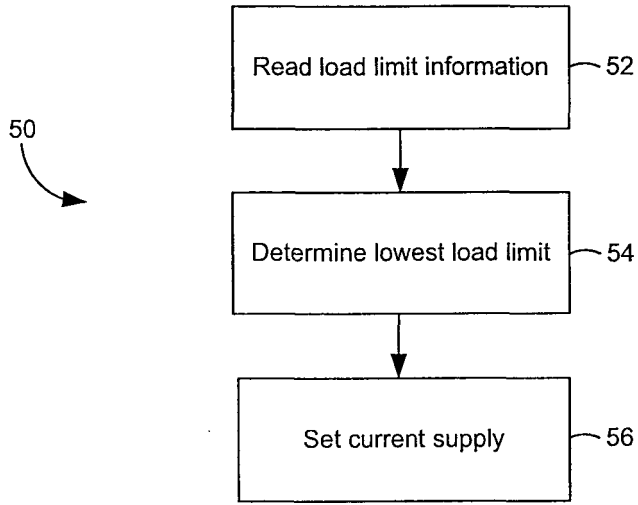 Read load limit information
52
50
Determine lowest load limit
54
Set current supply
56